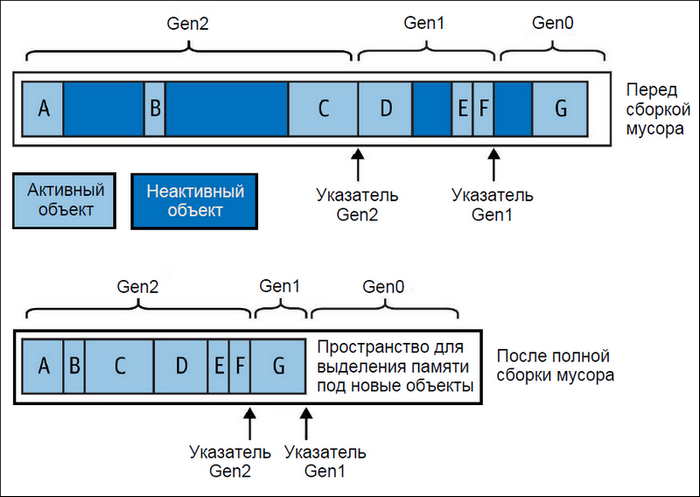 Gen2
Gen1
Gen0
A
B
C
D
E
F
G
Перед
сборкой
мусора
Указатель
Gen2
Указатель
Gen1
Активный
объект
Неактивный
объект
Gen2
Gen1
Gen0
A
B
C
D
E
F
G
Пространство для
выделения памяти
под новые объекты
После полной
сборки мусора
Указатель
Gen2
Указатель
Gen1